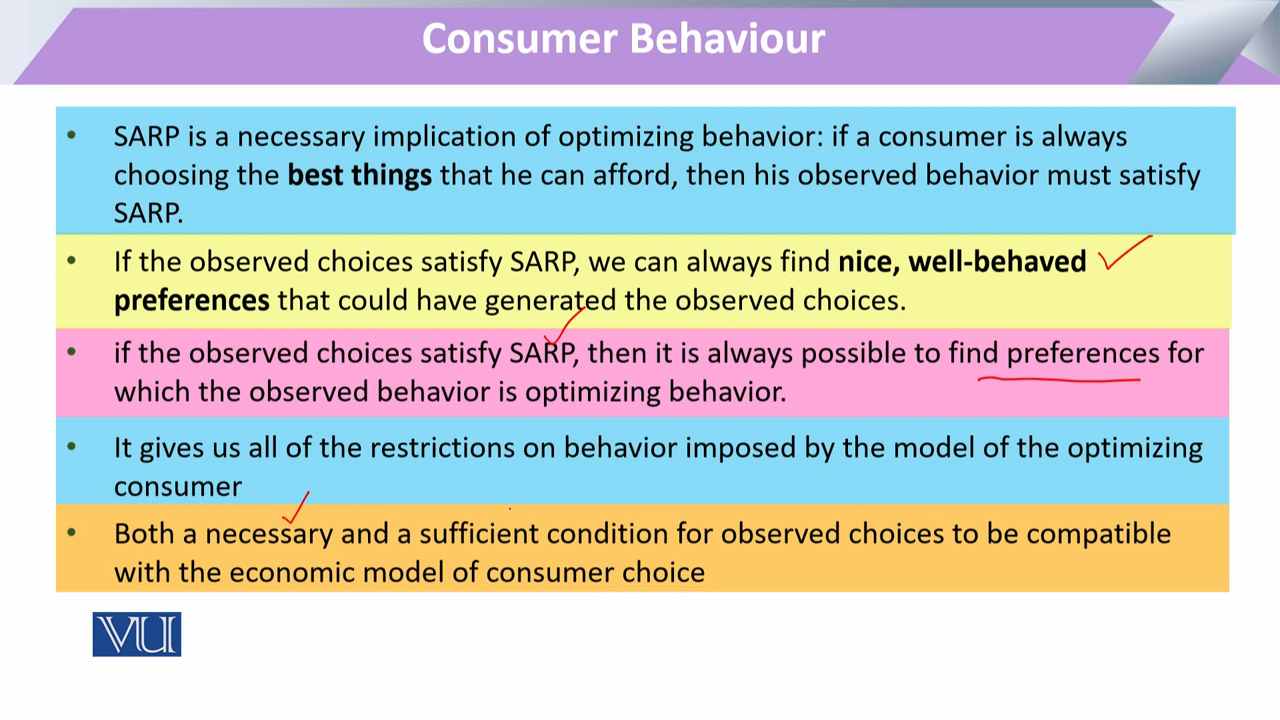 Consumer Behaviour
• SARP is a necessary implication of optimizing behavior: if a consumer is always
choosing the best things that he can afford, then his observed behavior must satisfy
SARP.
• If the observed choices satisfy SARP, we can always find nice, well-behaved
preferences that could have generated the observed choices.
• if the observed choices satisfy SARP, then it is always possible to find preferences for
which the observed behavior is optimizing behavior.
• It gives us all of the restrictions on behavior imposed by the model of the optimizing
consumer
• Both a necessary and a sufficient condition for observed choices to be compatible
with the economic model of consumer choice
VU